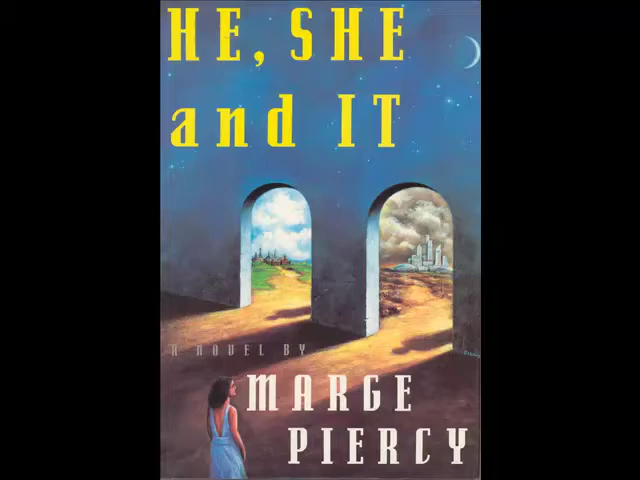 HE, SHE
and IT
A NOVEL BY
MARGE
PIERCY